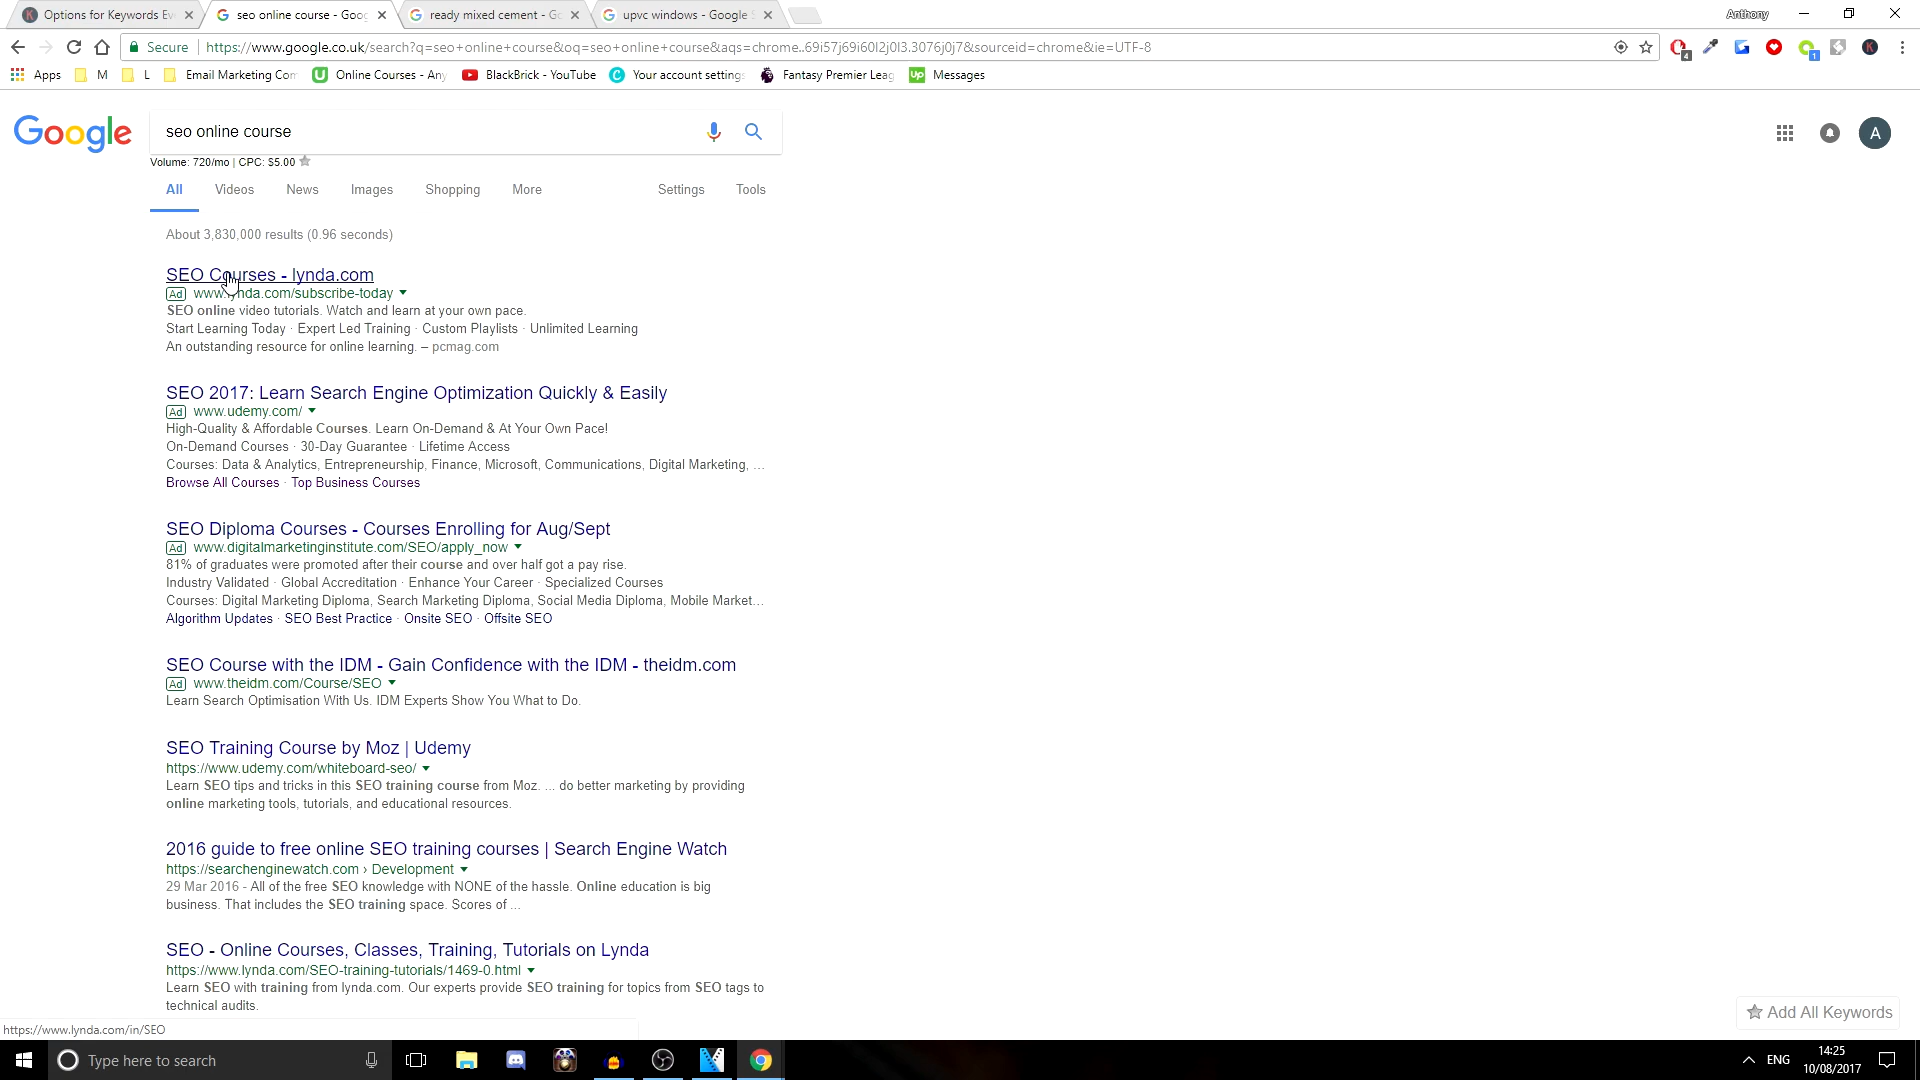 Options for Keywords Eve
seo online course - Goog
ready mixed cement - Go
upvc windows - Google S
Anthony
Secure
https://www.google.co.uk/search?q=seo+online+course&oq=seo+online+course&aqs=chrome..69i57j69i60l2j0l3.3076j0j7&sourceid=chrome&ie=UTF-8
Apps
M
L
Email Marketing Con
Online Courses - Any
BlackBrick - YouTube
Your account settings
Fantasy Premier Leag
Messages
Google
seo online course
A
Volume: 720/mo | CPC: $5.00
All
Videos
News
Images
Shopping
More
Settings
Tools
About 3,830,000 results (0.96 seconds)
SEO Courses - lynda.com
Ad www.lynda.com/subscribe-today
SEO online video tutorials. Watch and learn at your own pace.
Start Learning Today · Expert Led Training · Custom Playlists · Unlimited Learning
An outstanding resource for online learning. – pcmag.com
SEO 2017: Learn Search Engine Optimization Quickly & Easily
Ad www.udemy.com/
High-Quality & Affordable Courses. Learn On-Demand & At Your Own Pace!
On-Demand Courses · 30-Day Guarantee · Lifetime Access
Courses: Data & Analytics, Entrepreneurship, Finance, Microsoft, Communications, Digital Marketing, ...
Browse All Courses · Top Business Courses
SEO Diploma Courses - Courses Enrolling for Aug/Sept
Ad www.digitalmarketinginstitute.com/SEO/apply_now
81% of graduates were promoted after their course and over half got a pay rise.
Industry Validated · Global Accreditation · Enhance Your Career · Specialized Courses
Courses: Digital Marketing Diploma, Search Marketing Diploma, Social Media Diploma, Mobile Market...
Algorithm Updates · SEO Best Practice · Onsite SEO · Offsite SEO
SEO Course with the IDM - Gain Confidence with the IDM - theidm.com
Ad www.theidm.com/Course/SEO
Learn Search Optimisation With Us. IDM Experts Show You What to Do.
SEO Training Course by Moz | Udemy
https://www.udemy.com/whiteboard-seo/
Learn SEO tips and tricks in this SEO training course from Moz. ... do better marketing by providing
online marketing tools, tutorials, and educational resources.
2016 guide to free online SEO training courses | Search Engine Watch
https://searchenginewatch.com › Development
29 Mar 2016 - All of the free SEO knowledge with NONE of the hassle. Online education is big
business. That includes the SEO training space. Scores of ...
SEO - Online Courses, Classes, Training, Tutorials on Lynda
https://www.lynda.com/SEO-training-tutorials/1469-0.html
Learn SEO with training from lynda.com. Our experts provide SEO training for topics from SEO tags to
technical audits.
Add All Keywords
https://www.lynda.com/in/SEO
Type here to search
ENG
14:25
10/08/2017